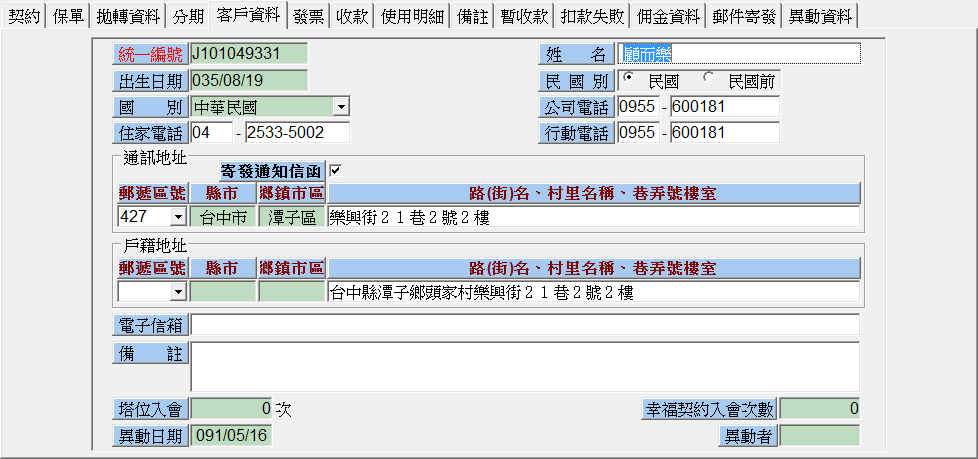 契約 保單 拋轉資料 分期 客戶資料 發票 收款 使用明細 備註 暫收款 扣款失敗 佣金資料 郵件寄發 異動資料
統一編號 J101049331 姓 名 顧而樂
出生日期 035/08/19 民 國 別 民國 民國前
國 別 中華民國 公司電話 0955 - 600181
住家電話 04 - 2533-5002 行動電話 0955 - 600181
通訊地址
寄發通知信函
郵遞區號 縣市 鄉鎮市區 路(街)名、村里名稱、巷弄號樓室
427 台中市 潭子區 樂興街２１巷２號２樓
戶籍地址
郵遞區號 縣市 鄉鎮市區 路(街)名、村里名稱、巷弄號樓室
台中縣潭子鄉頭家村樂興街２１巷２號２樓
電子信箱
備 註
塔位入會 0 次 幸福契約入會次數 0
異動日期 091/05/16 異動者